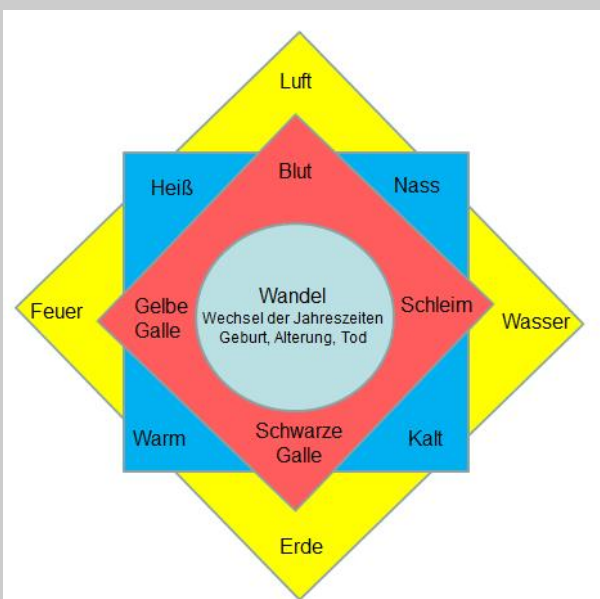 Luft
Blut
Heiß
Nass
Wandel
Wechsel der Jahreszeiten
Geburt, Alterung, Tod
Feuer
Gelbe
Galle
Schleim
Wasser
Warm
Schwarze
Galle
Kalt
Erde